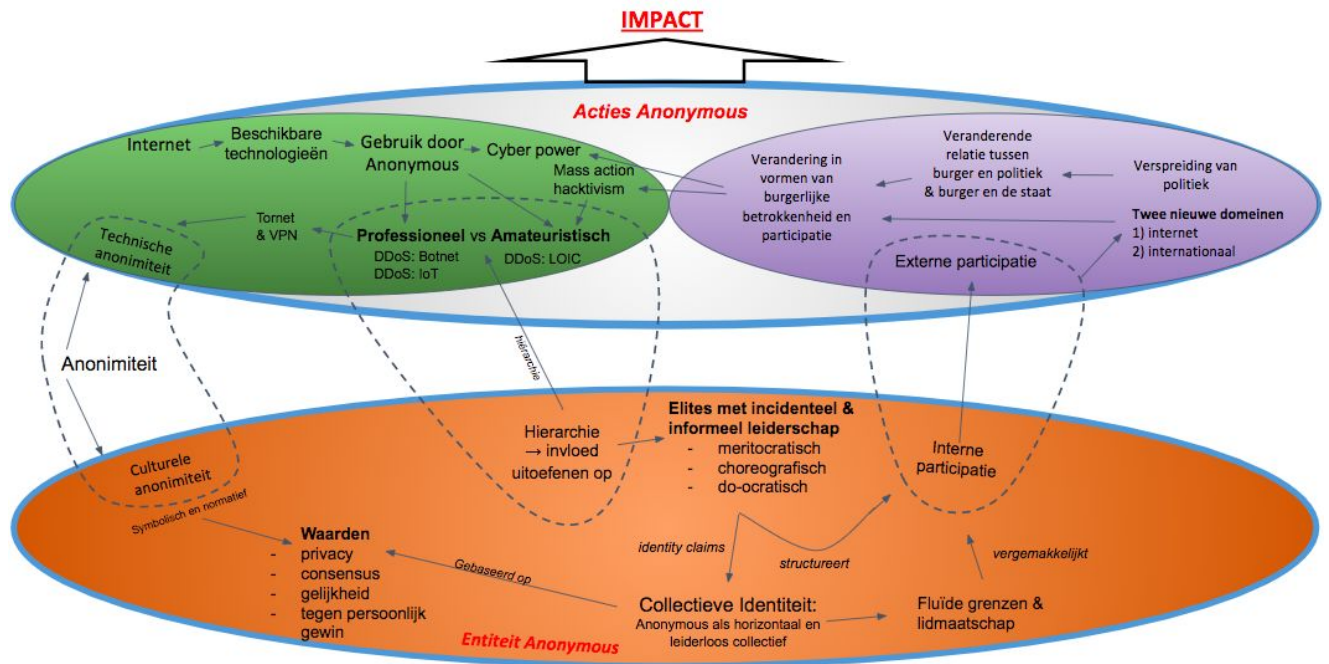 IMPACT
Acties Anonymous
Internet
Beschikbare
technologieën
Gebruik door
Anonymous
Cyber power
Mass action
hacktivism
Tornet
& VPN
Technische
anonimiteit
Professioneel vs Amateuristisch
DDoS: Botnet
DDoS: IoT
DDoS: LOIC
Verandering in
vormen van
burgerlijke
betrokkenheid en
participatie
Veranderende
relatie tussen
burger en politiek
& burger en de staat
Verspreiding van
politiek
Twee nieuwe domeinen
1) internet
2) internationaal
Externe participatie
Anonimiteit
hiërarchie
Culturele
anonimiteit
Symbolisch en normatief
Hierarchie
→ invloed
uitoefenen op
Elites met incidenteel &
informeel leiderschap
- meritocratisch
- choreografisch
- do-ocratisch
Interne
participatie
Waarden
- privacy
- consensus
- gelijkheid
- tegen persoonlijk
gewin
Gebaseerd op
identity claims
structureert
vergemakkelijkt
Collectieve Identiteit:
Anonymous als horizontaal en
leiderloos collectief
Fluïde grenzen &
lidmaatschap
Entiteit Anonymous